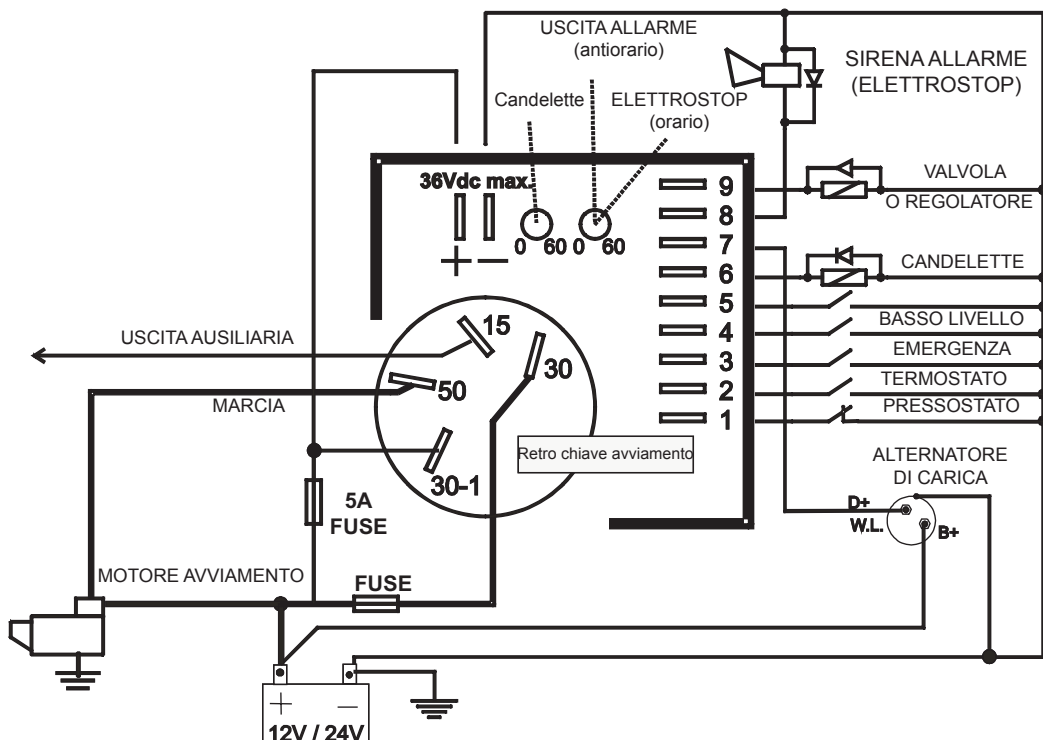 USCITA ALLARME
(antiorario)
SIRENA ALLARME
(ELETTROSTOP)
Candelette
ELETTROSTOP
(orario)
36Vdc max.
0 60
0 60
+ −
9
8
7
6
5
4
3
2
1
VALVOLA
O REGOLATORE
CANDELETTE
BASSO LIVELLO
EMERGENZA
TERMOSTATO
PRESSOSTATO
USCITA AUSILIARIA
15
30
50
30-1
MARCIA
Retro chiave avviamento
5A
FUSE
ALTERNATORE
DI CARICA
D+
W.L.
B+
MOTORE AVVIAMENTO
FUSE
+ −
12V / 24V